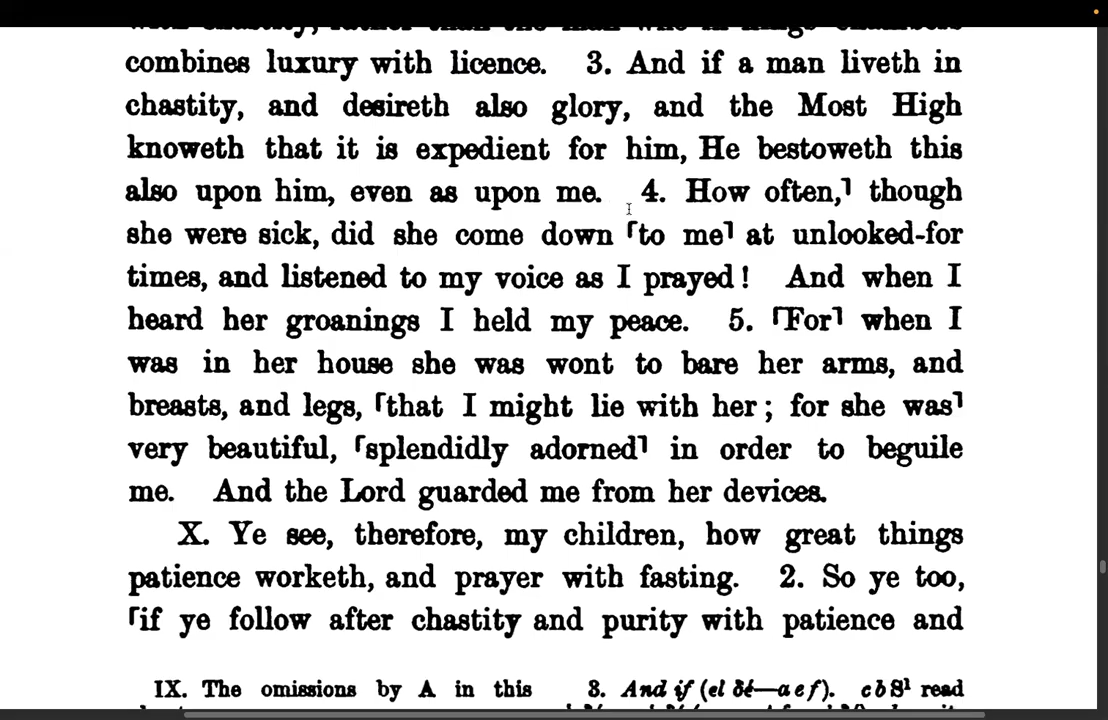 combines luxury with licence. 3. And if a man liveth in
chastity, and desireth also glory, and the Most High
knoweth that it is expedient for him, He bestoweth this
also upon him, even as upon me. 4. How often,˺ though
she were sick, did she come down ˹to me˺ at unlooked-for
times, and listened to my voice as I prayed! And when I
heard her groanings I held my peace. 5. ˹For˺ when I
was in her house she was wont to bare her arms, and
breasts, and legs, ˹that I might lie with her; for she was˺
very beautiful, ˹splendidly adorned˺ in order to beguile
me. And the Lord guarded me from her devices.
X. Ye see, therefore, my children, how great things
patience worketh, and prayer with fasting. 2. So ye too,
˹if ye follow after chastity and purity with patience and
IX. The omissions by A in this
3. And if (εἰ δέ—a e f). c b S¹ read